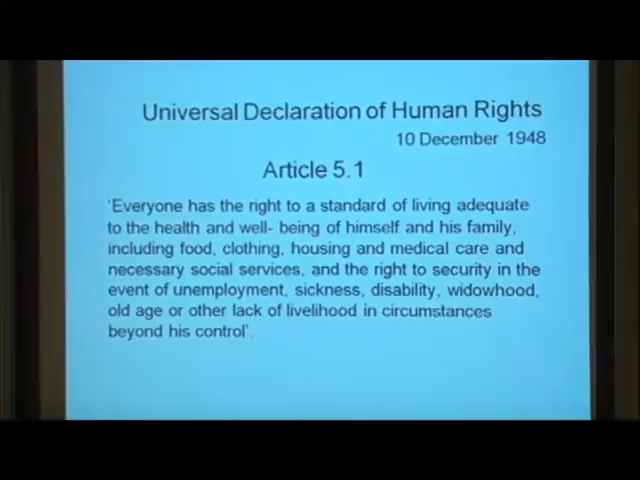 Universal Declaration of Human Rights
10 December 1948
Article 5.1
‘Everyone has the right to a standard of living adequate
to the health and well- being of himself and his family,
including food, clothing, housing and medical care and
necessary social services, and the right to security in the
event of unemployment, sickness, disability, widowhood,
old age or other lack of livelihood in circumstances
beyond his control’.